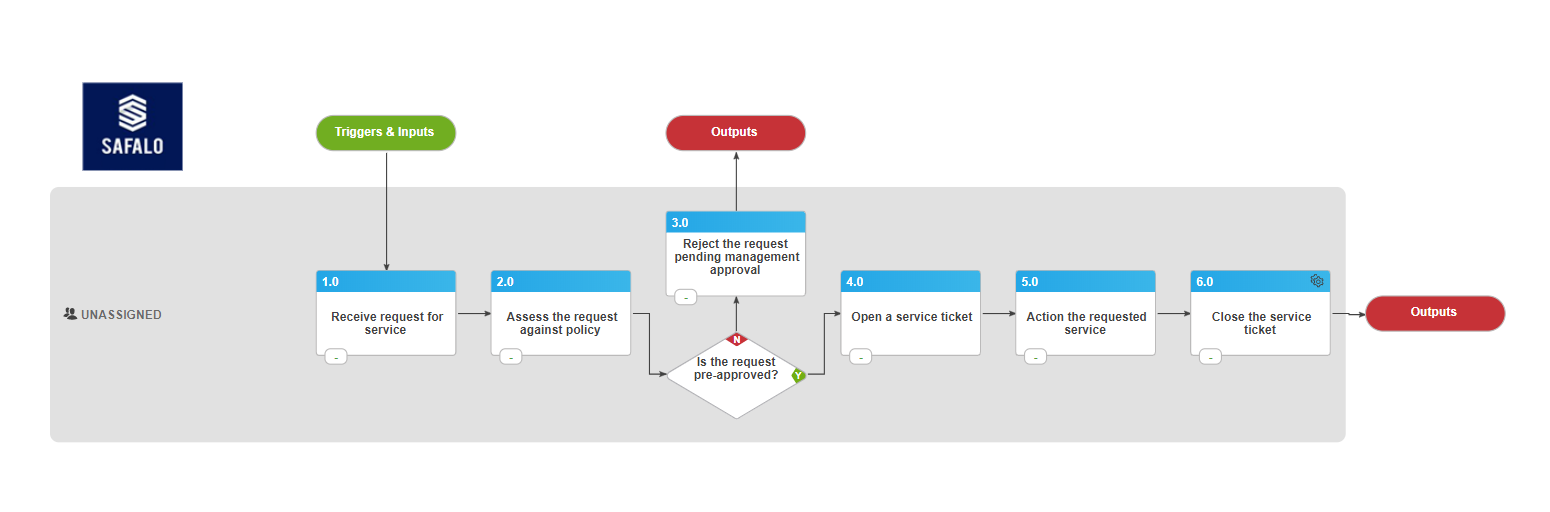 SAFALO
Triggers & Inputs
Outputs
UNASSIGNED
1.0
Receive request for
service
-
2.0
Assess the request
against policy
-
3.0
Reject the request
pending management
approval
-
N
Is the request
pre-approved?
Y
4.0
Open a service ticket
-
5.0
Action the requested
service
-
6.0
Close the service
ticket
-
Outputs